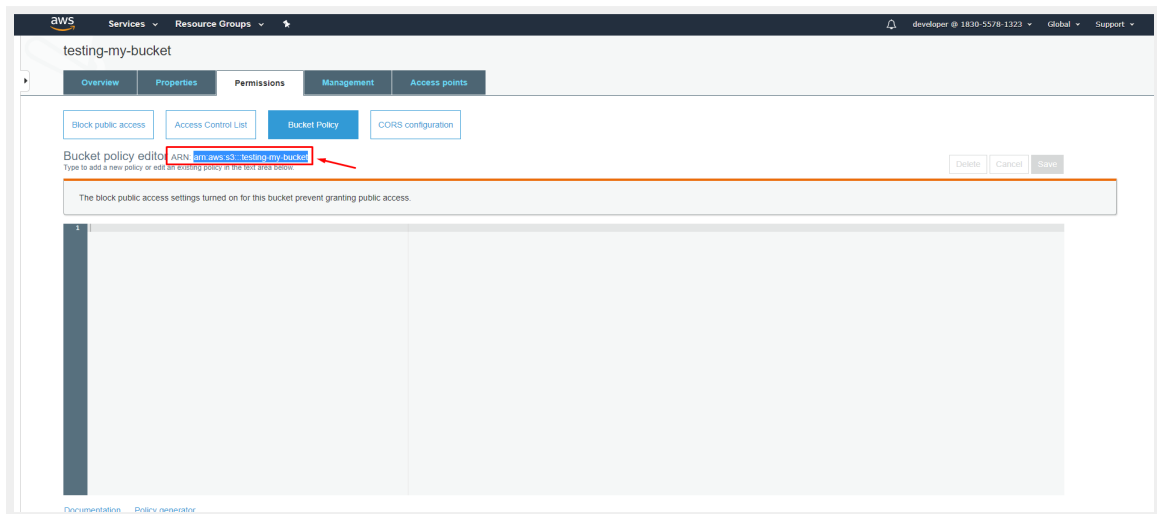 aws Services Resource Groups developer @ 1830-5578-1323 Global Support
testing-my-bucket
Overview Properties Permissions Management Access points
Block public access Access Control List Bucket Policy CORS configuration
Bucket policy editor ARN: arn:aws:s3:::testing-my-bucket
Type to add a new policy or edit an existing policy in the text area below.
Delete Cancel Save
The block public access settings turned on for this bucket prevent granting public access.
1
Documentation Policy generator